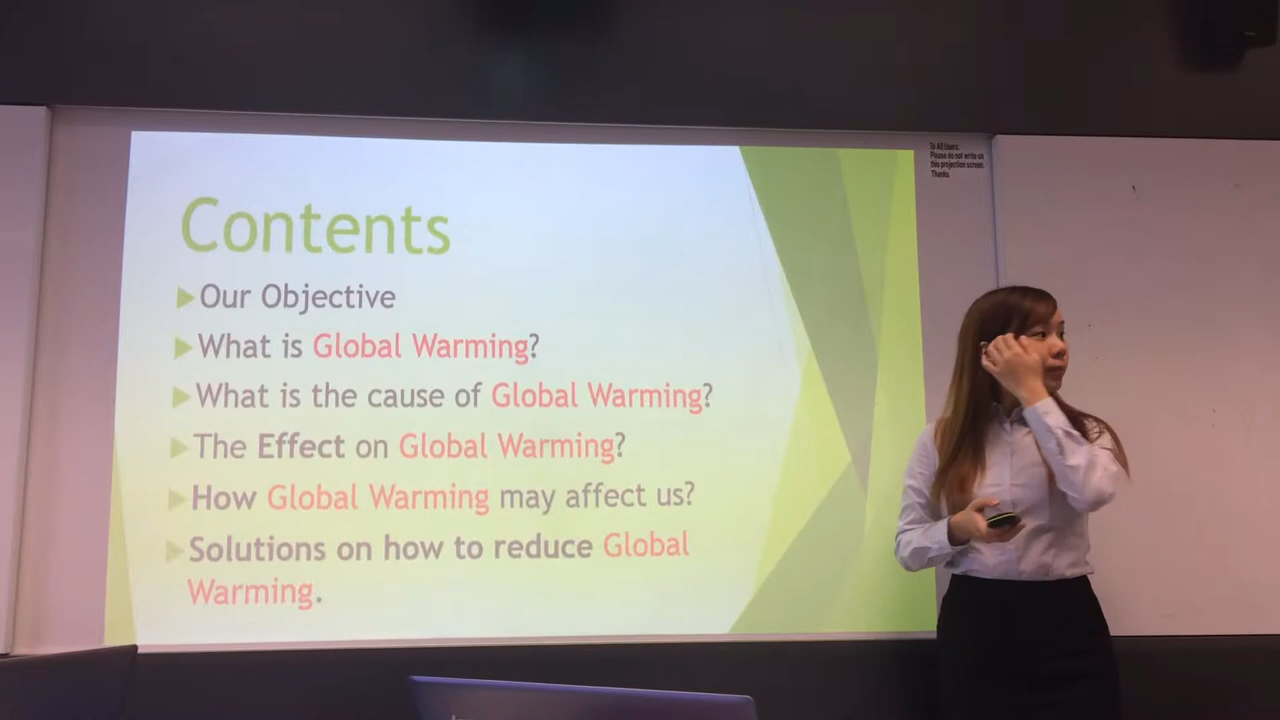 Contents
Our Objective
What is Global Warming?
What is the cause of Global Warming?
The Effect on Global Warming?
How Global Warming may affect us?
Solutions on how to reduce Global
Warming.
To All Users:
Please do not write on
this projection screen.
Thanks